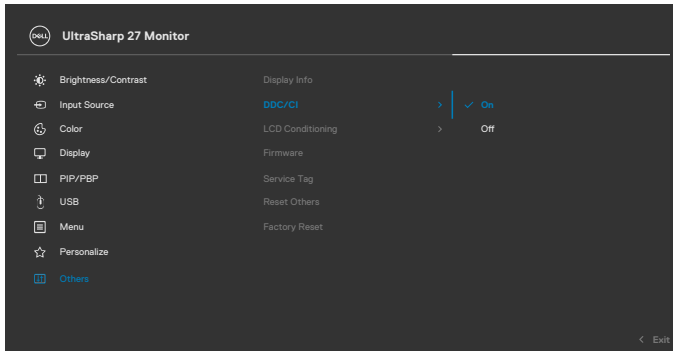 DELL UltraSharp 27 Monitor
Brightness/Contrast Display Info
Input Source DDC/CI > ✓ On
Color LCD Conditioning > Off
Display Firmware
PIP/PBP Service Tag
USB Reset Others
Menu Factory Reset
Personalize
Others
< Exit